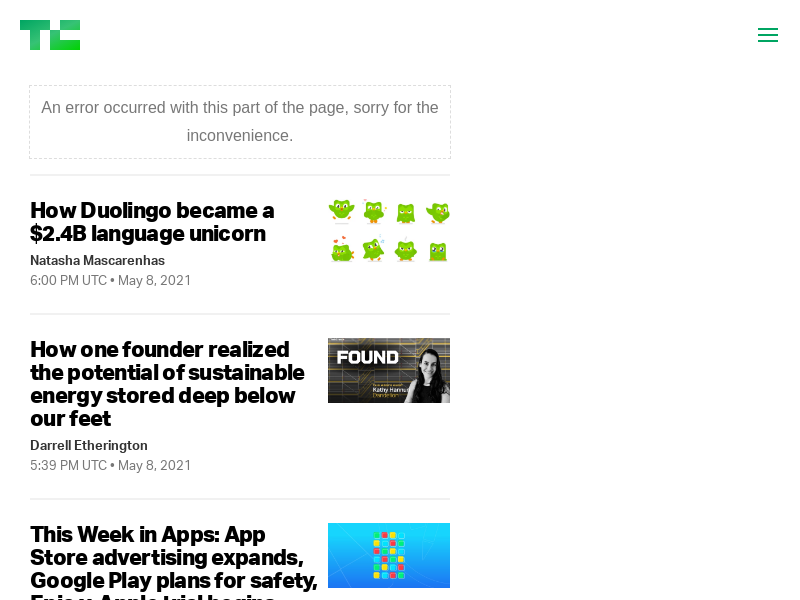 TC
An error occurred with this part of the page, sorry for the
inconvenience.
How Duolingo became a
$2.4B language unicorn
Natasha Mascarenhas
6:00 PM UTC • May 8, 2021
How one founder realized
the potential of sustainable
energy stored deep below
our feet
Darrell Etherington
5:39 PM UTC • May 8, 2021
FOUND
Kathy Hannun
Dandelion
This Week in Apps: App
Store advertising expands,
Google Play plans for safety,